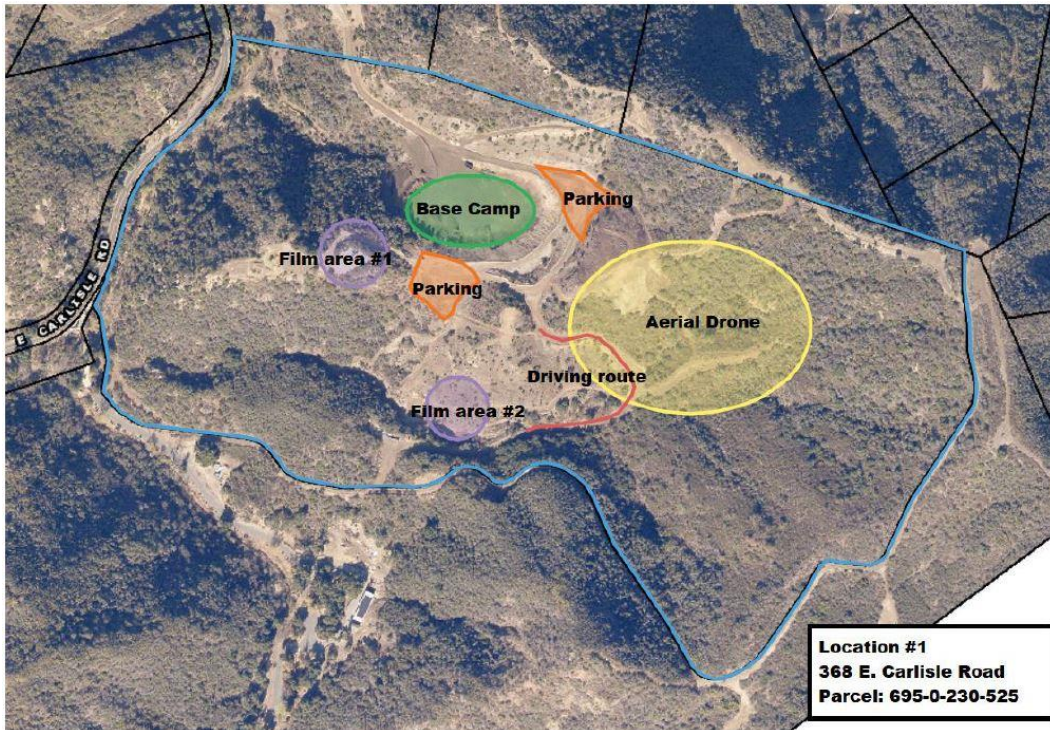 Base Camp
Parking
Film area #1
Parking
Aerial Drone
Driving route
Film area #2
E CARLISLE RD
Location #1
368 E. Carlisle Road
Parcel: 695-0-230-525